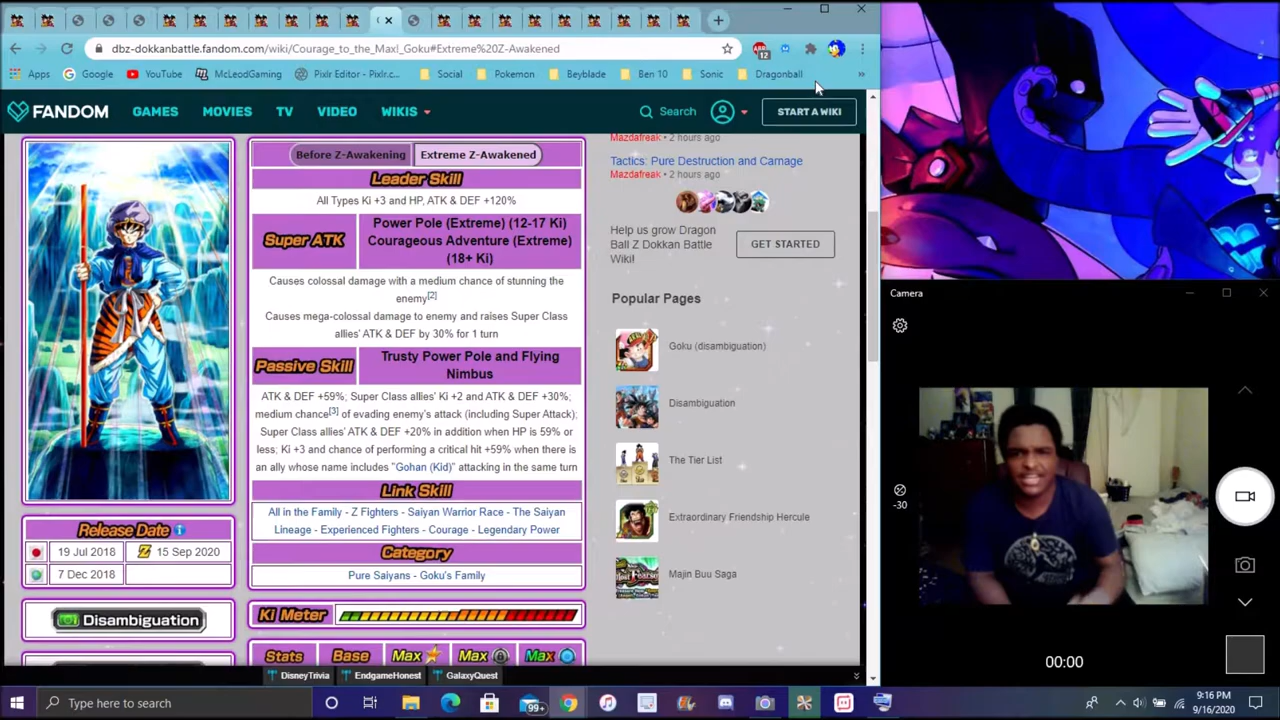 dbz-dokkanbattle.fandom.com/wiki/Courage_to_the_Max!_Goku#Extreme%20Z-Awakened
12
Apps Google YouTube McLeodGaming Pixlr Editor - Pixlr.c... Social Pokemon Beyblade Ben 10 Sonic Dragonball »
FANDOM GAMES MOVIES TV VIDEO WIKIS Search START A WIKI
Before Z-Awakening Extreme Z-Awakened
Leader Skill
All Types Ki +3 and HP, ATK & DEF +120%
Super ATK
Power Pole (Extreme) (12-17 Ki)
Courageous Adventure (Extreme)
(18+ Ki)
Causes colossal damage with a medium chance of stunning the
enemy[2]
Causes mega-colossal damage to enemy and raises Super Class
allies' ATK & DEF by 30% for 1 turn
Passive Skill
Trusty Power Pole and Flying
Nimbus
ATK & DEF +59%; Super Class allies' Ki +2 and ATK & DEF +30%;
medium chance[3] of evading enemy's attack (including Super Attack);
Super Class allies' ATK & DEF +20% in addition when HP is 59% or
less; Ki +3 and chance of performing a critical hit +59% when there is
an ally whose name includes "Gohan (Kid)" attacking in the same turn
Link Skill
All in the Family - Z Fighters - Saiyan Warrior Race - The Saiyan
Lineage - Experienced Fighters - Courage - Legendary Power
Category
Pure Saiyans - Goku's Family
Ki Meter
Stats Base Max Max Max
Release Date
19 Jul 2018 Z 15 Sep 2020
7 Dec 2018
Disambiguation
Mazdafreak • 2 hours ago
Tactics: Pure Destruction and Carnage
Mazdafreak • 2 hours ago
Help us grow Dragon
Ball Z Dokkan Battle
Wiki!
GET STARTED
Popular Pages
Goku (disambiguation)
Disambiguation
The Tier List
Extraordinary Friendship Hercule
Majin Buu Saga
DisneyTrivia EndgameHonest GalaxyQuest
Camera
-30
00:00
Type here to search
99+
9:16 PM
9/16/2020